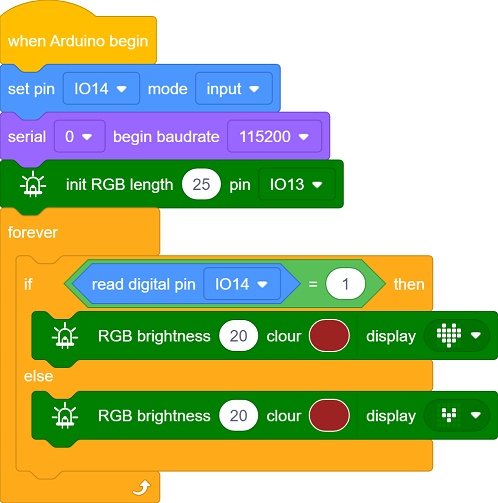 when Arduino begin
set pin IO14 mode input
serial 0 begin baudrate 115200
init RGB length 25 pin IO13
forever
if read digital pin IO14 = 1 then
RGB brightness 20 clour display
else
RGB brightness 20 clour display